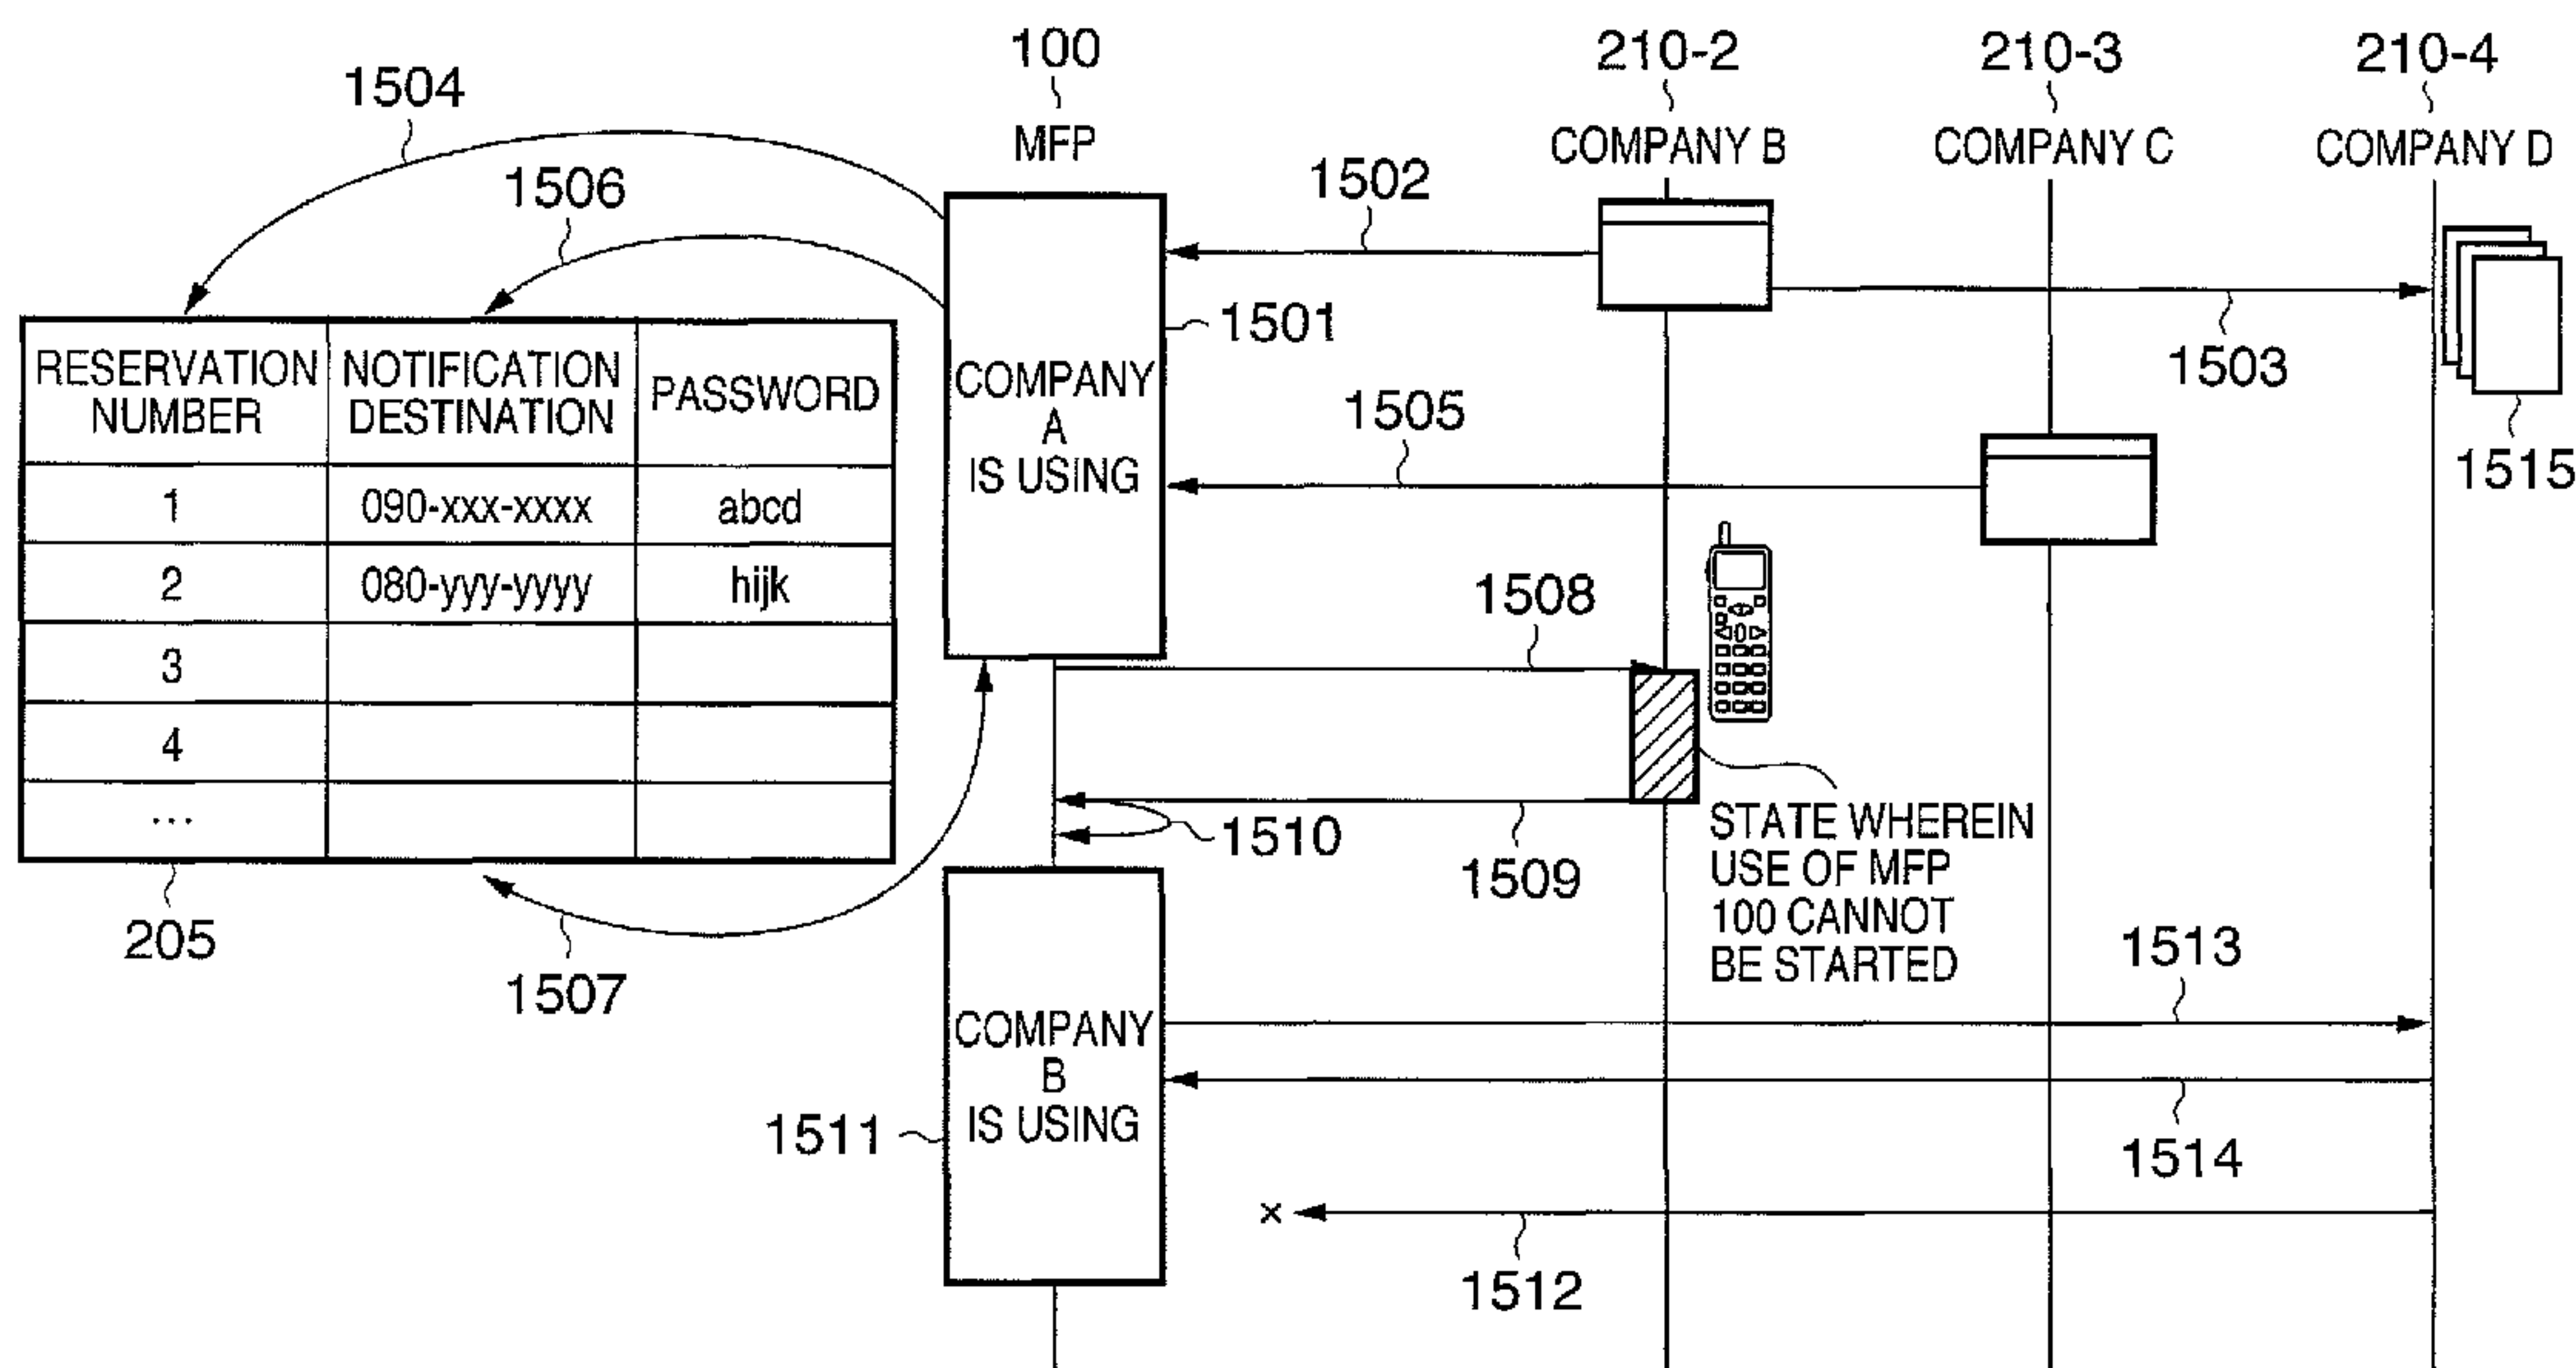 100
210-2
210-3
210-4
MFP
COMPANY B
COMPANY C
COMPANY D
1504
1506
1502
1501
1503
1515
1505
RESERVATION NUMBER
NOTIFICATION DESTINATION
PASSWORD
1
090-xxx-xxxx
abcd
2
080-yyy-yyyy
hijk
3
4
...
205
1507
COMPANY
A
IS USING
1508
1510
1509
STATE WHEREIN
USE OF MFP
100 CANNOT
BE STARTED
COMPANY
B
IS USING
1511
1513
1514
x
1512